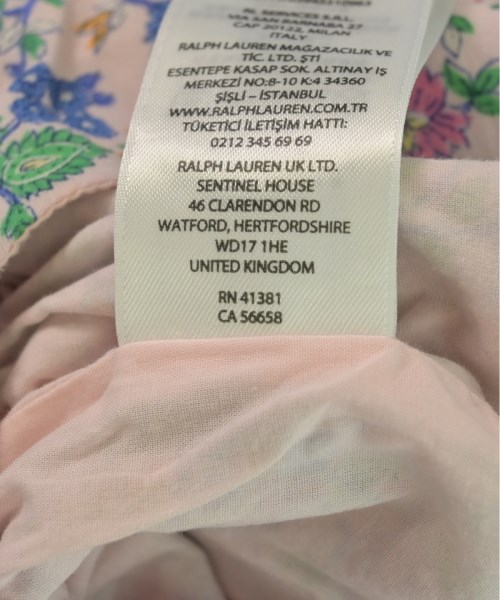 RL SERVICES S.R.L.
VIA SAN BARNABA 27
CAP 20122, MILAN
ITALY
RALPH LAUREN MAĞAZACILIK VE
TİC. LTD. ŞTİ
ESENTEPE KASAP SOK. ALTINAY İŞ
MERKEZİ NO:8-10 K:4 34360
ŞİŞLİ – İSTANBUL
WWW.RALPHLAUREN.COM.TR
TÜKETİCİ İLETİŞİM HATTI:
0212 345 69 69
RALPH LAUREN UK LTD.
SENTINEL HOUSE
46 CLARENDON RD
WATFORD, HERTFORDSHIRE
WD17 1HE
UNITED KINGDOM
RN 41381
CA 56658